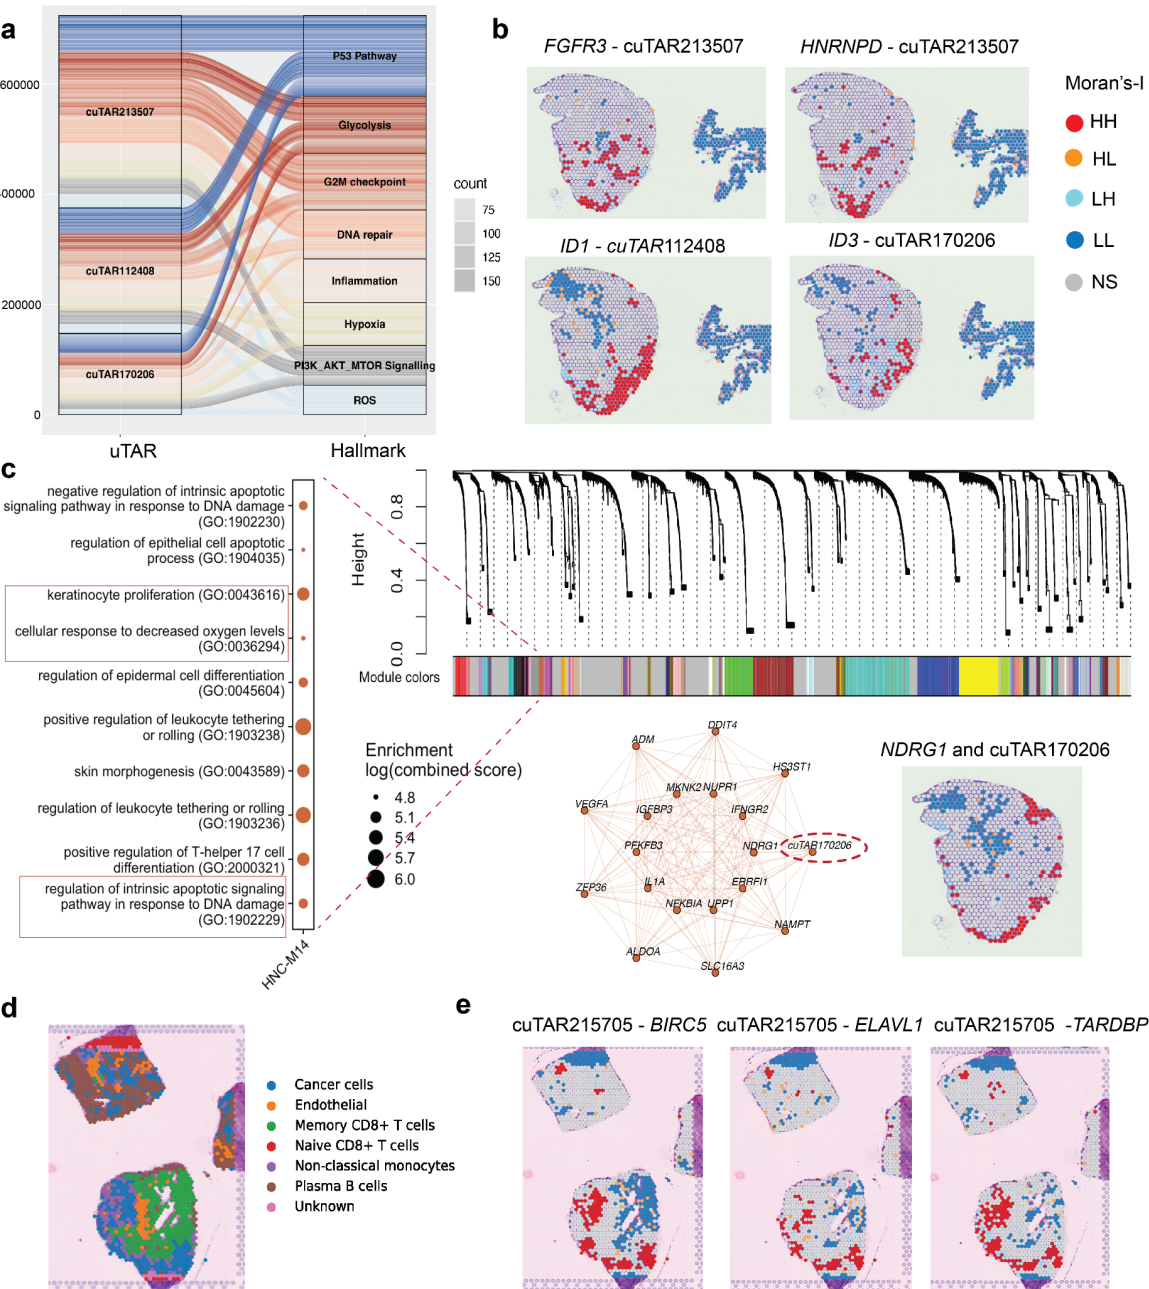 a
600000
400000
200000
0
cuTAR213507
cuTAR112408
cuTAR170206
P53 Pathway
Glycolysis
G2M checkpoint
DNA repair
Inflammation
Hypoxia
PI3K_AKT_MTOR Signalling
ROS
uTAR
Hallmark
count
75
100
125
150
b
FGFR3 - cuTAR213507
HNRNPD - cuTAR213507
ID1 - cuTAR112408
ID3 - cuTAR170206
Moran's-I
HH
HL
LH
LL
NS
c
negative regulation of intrinsic apoptotic
signaling pathway in response to DNA damage
(GO:1902230)
regulation of epithelial cell apoptotic
process (GO:1904035)
keratinocyte proliferation (GO:0043616)
cellular response to decreased oxygen levels
(GO:0036294)
regulation of epidermal cell differentiation
(GO:0045604)
positive regulation of leukocyte tethering
or rolling (GO:1903238)
skin morphogenesis (GO:0043589)
regulation of leukocyte tethering or rolling
(GO:1903236)
positive regulation of T-helper 17 cell
differentiation (GO:2000321)
regulation of intrinsic apoptotic signaling
pathway in response to DNA damage
(GO:1902229)
HNC-M14
Enrichment
log(combined score)
4.8
5.1
5.4
5.7
6.0
Height
0.8
0.4
0.0
Module colors
DDIT4
ADM
HS3ST1
MKNK2
NUPR1
VEGFA
IGFBP3
IFNGR2
PFKFB3
NDRG1
cuTAR170206
ZFP36
IL1A
ERRFI1
NFKBIA
UPP1
NAMPT
ALDOA
SLC16A3
NDRG1 and cuTAR170206
d
Cancer cells
Endothelial
Memory CD8+ T cells
Naive CD8+ T cells
Non-classical monocytes
Plasma B cells
Unknown
e
cuTAR215705 - BIRC5
cuTAR215705 - ELAVL1
cuTAR215705 -TARDBP